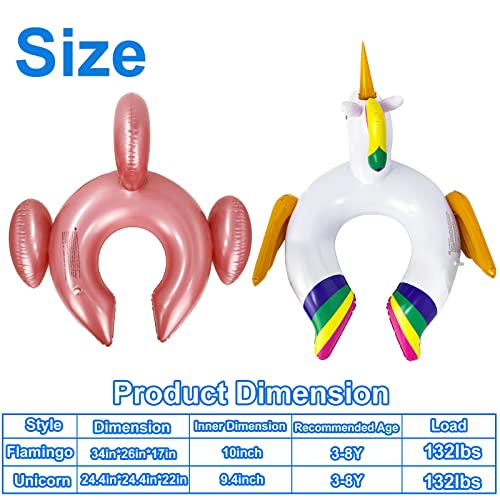 Size
Product Dimension
Style Dimension Inner Dimension Recommended Age Load
Flamingo 34in*26in*17in 10inch 3-8Y 132lbs
Unicorn 24.4in*24.4in*22in 9.4inch 3-8Y 132lbs